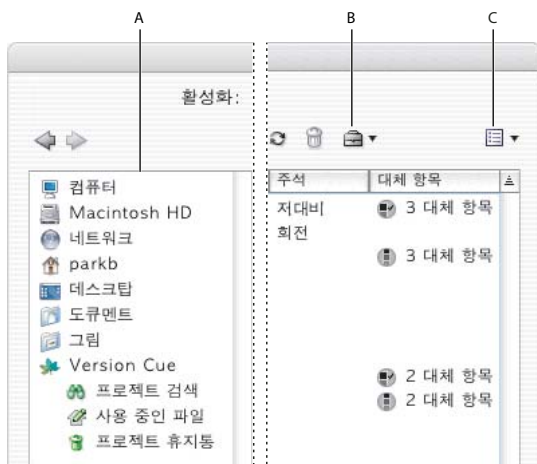 A
B
C
활성화:
컴퓨터
Macintosh HD
네트워크
parkb
데스크탑
도큐멘트
그림
Version Cue
프로젝트 검색
사용 중인 파일
프로젝트 휴지통
주석 대체 항목
저대비 3 대체 항목
회전
3 대체 항목
2 대체 항목
2 대체 항목